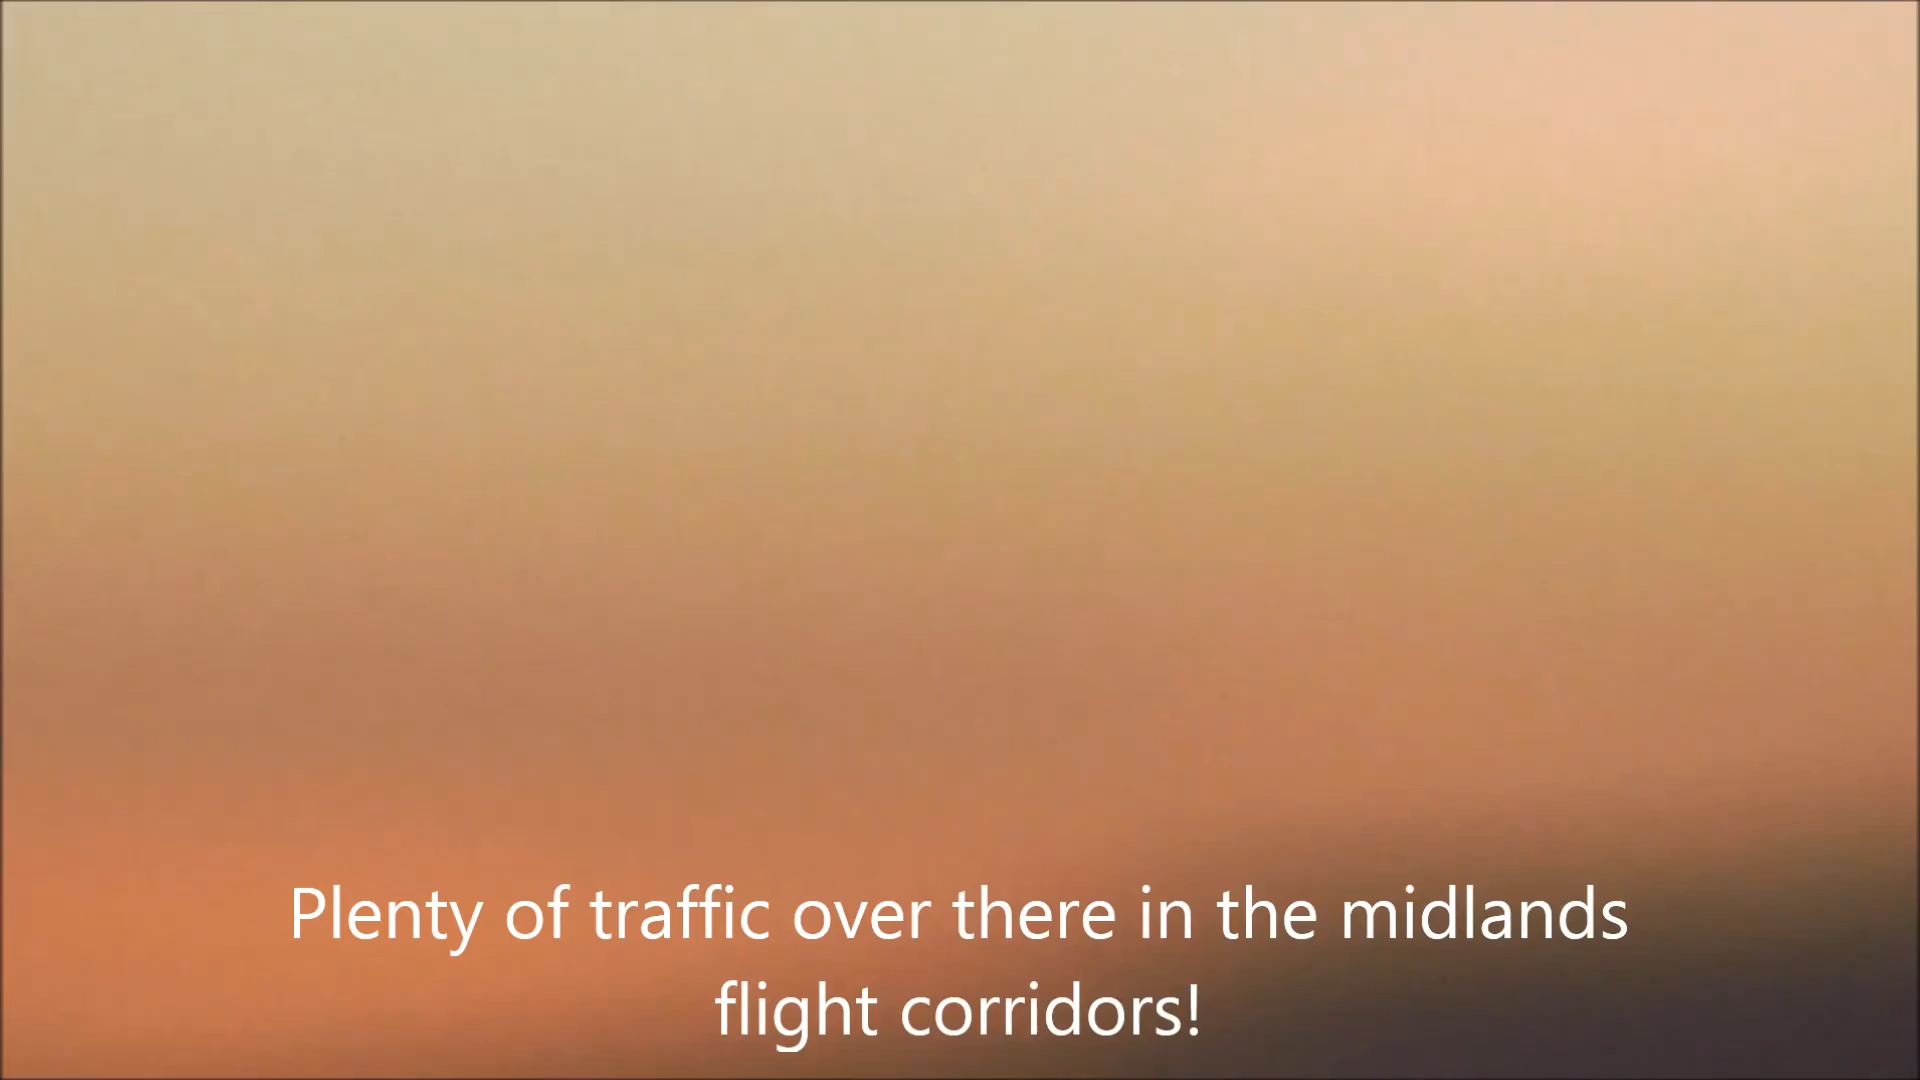 Plenty of traffic over there in the midlands
flight corridors!